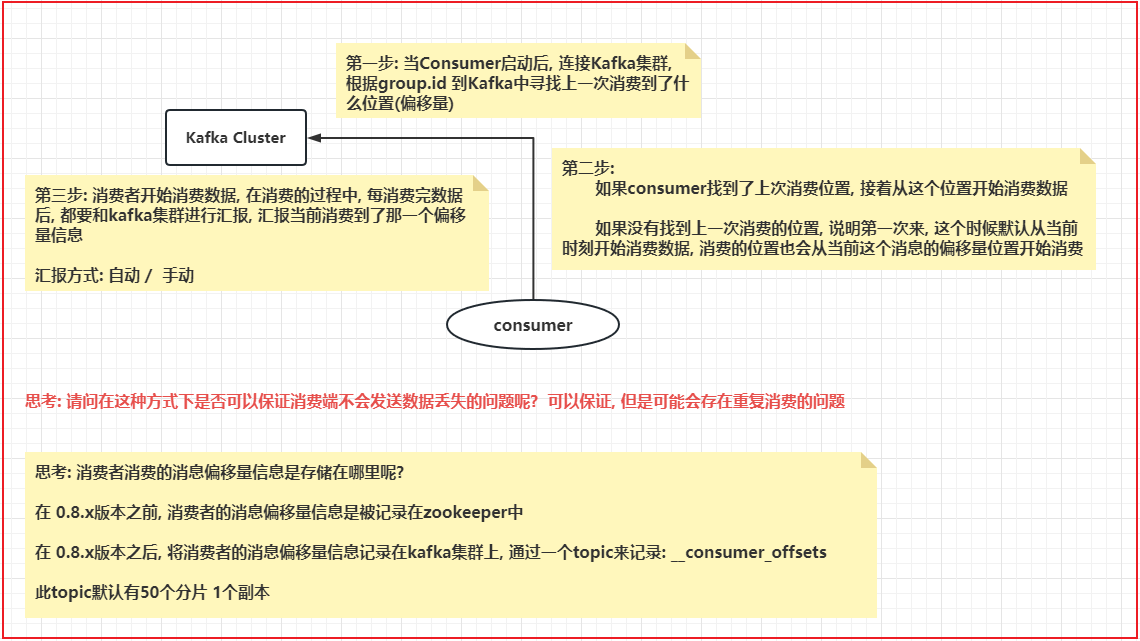 第一步: 当Consumer启动后, 连接Kafka集群,
根据group.id 到Kafka中寻找上一次消费到了什
么位置(偏移量)
Kafka Cluster
第二步:
如果consumer找到了上次消费位置, 接着从这个位置开始消费数据
如果没有找到上一次消费的位置, 说明第一次来, 这个时候默认从当前
时刻开始消费数据, 消费的位置也会从当前这个消息的偏移量位置开始消费
第三步: 消费者开始消费数据, 在消费的过程中, 每消费完数据
后, 都要和kafka集群进行汇报, 汇报当前消费到了那一个偏移
量信息
汇报方式: 自动 / 手动
consumer
思考: 请问在这种方式下是否可以保证消费端不会发送数据丢失的问题呢? 可以保证, 但是可能会存在重复消费的问题
思考: 消费者消费的消息偏移量信息是存储在哪里呢?
在 0.8.x版本之前, 消费者的消息偏移量信息是被记录在zookeeper中
在 0.8.x版本之后, 将消费者的消息偏移量信息记录在kafka集群上, 通过一个topic来记录: __consumer_offsets
此topic默认有50个分片 1个副本